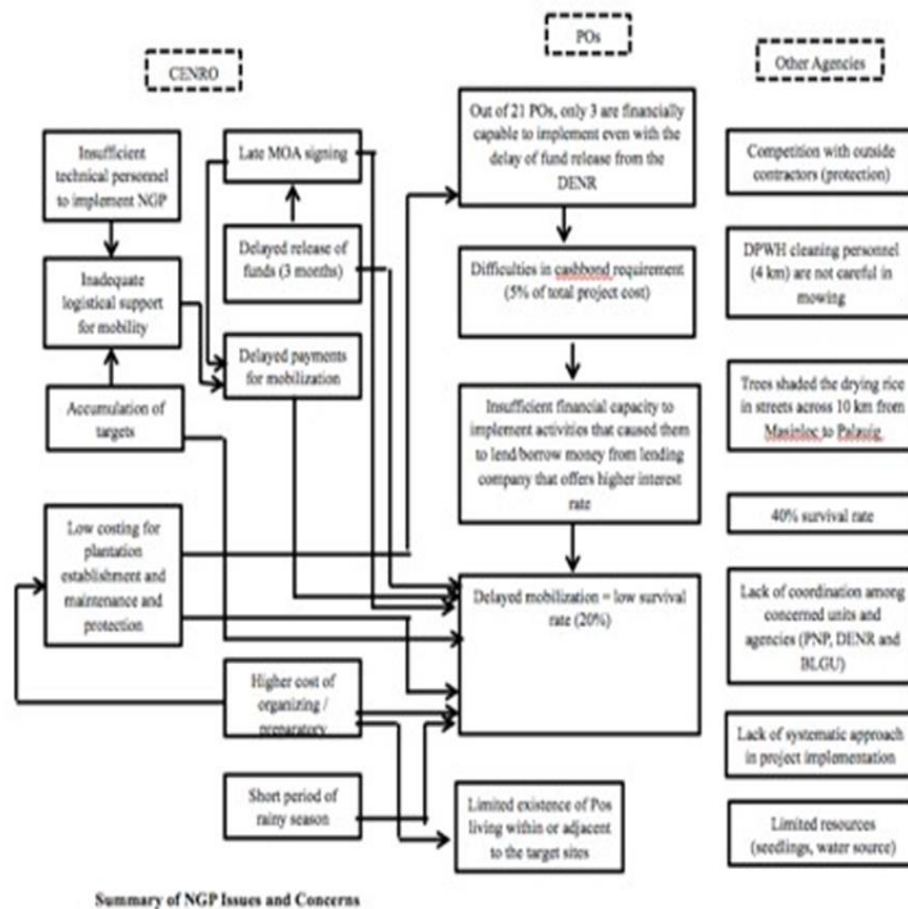 CENRO
Insufficient
technical personnel
to implement NGP
Inadequate
logistical support
for mobility
Accumulation of
targets
Low costing for
plantation
establishment and
maintenance and
protection
Late MOA signing
Delayed release of
funds (3 months)
Delayed payments
for mobilization
Higher cost of
organizing /
preparatory
Short period of
rainy season
POs
Out of 21 POs, only 3 are financially
capable to implement even with the
delay of fund release from the
DENR
Difficulties in cashbond requirement
(5% of total project cost)
Insufficient financial capacity to
implement activities that caused them
to lend/borrow money from lending
company that offers higher interest
rate
Delayed mobilization = low survival
rate (20%)
Limited existence of Pos
living within or adjacent
to the target sites
Other Agencies
Competition with outside
contractors (protection)
DPWH cleaning personnel
(4 km) are not careful in
mowing
Trees shaded the drying rice
in streets across 10 km from
Masinloc to Palauig
40% survival rate
Lack of coordination among
concerned units and
agencies (PNP, DENR and
BLGU)
Lack of systematic approach
in project implementation
Limited resources
(seedlings, water source)
Summary of NGP Issues and Concerns